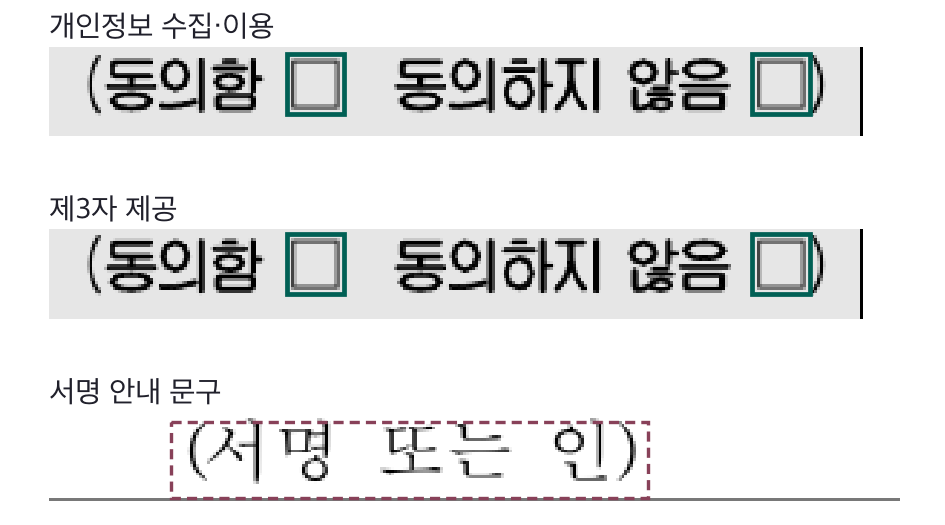 개인정보 수집·이용
(동의함 □ 동의하지 않음 □)
제3자 제공
(동의함 □ 동의하지 않음 □)
서명 안내 문구
(서명 또는 인)